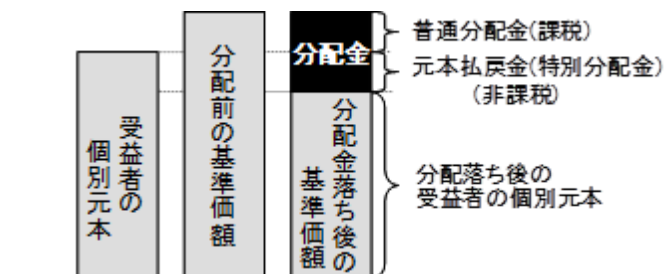 受益者の
個別元本
分配前の基準価額
分配金
分配金落ち後の
基準価額
普通分配金(課税)
元本払戻金(特別分配金)
(非課税)
分配落ち後の
受益者の個別元本